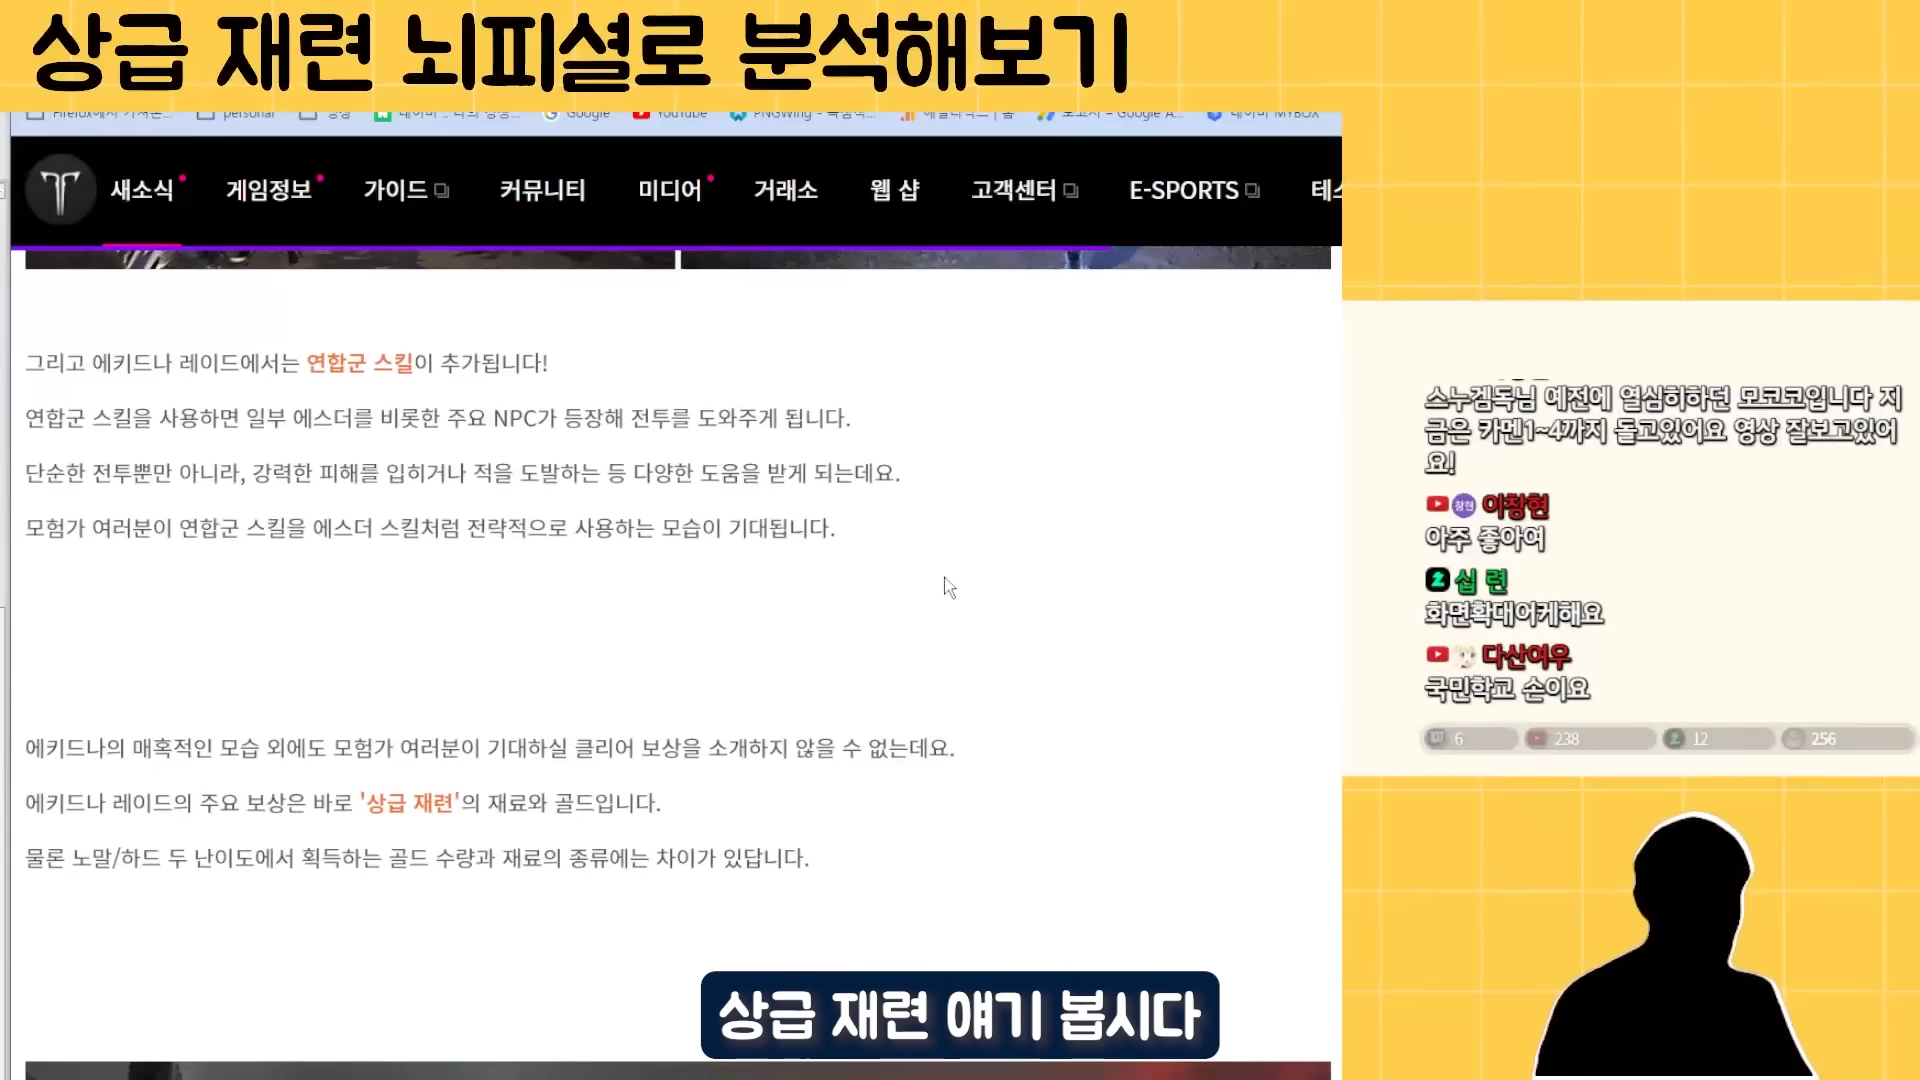 상급 재련 뇌피셜로 분석해보기
personal
Google
YouTube
새소식
게임정보
가이드
커뮤니티
미디어
거래소
웹 샵
고객센터
E-SPORTS
그리고 에키드나 레이드에서는 연합군 스킬이 추가됩니다!
연합군 스킬을 사용하면 일부 에스더를 비롯한 주요 NPC가 등장해 전투를 도와주게 됩니다.
단순한 전투뿐만 아니라, 강력한 피해를 입히거나 적을 도발하는 등 다양한 도움을 받게 되는데요.
모험가 여러분이 연합군 스킬을 에스더 스킬처럼 전략적으로 사용하는 모습이 기대됩니다.
에키드나의 매혹적인 모습 외에도 모험가 여러분이 기대하실 클리어 보상을 소개하지 않을 수 없는데요.
에키드나 레이드의 주요 보상은 바로 '상급 재련'의 재료와 골드입니다.
물론 노말/하드 두 난이도에서 획득하는 골드 수량과 재료의 종류에는 차이가 있답니다.
상급 재련 얘기 봅시다
스누겜독님 예전에 열심히하던 모코코입니다 지
금은 카멘1~4까지 돌고있어요 영상 잘보고있어
요!
창현 이창현
아주 좋아여
십 련
화면확대어케해요
다산여우
국민학교 손이요
6
238
12
256